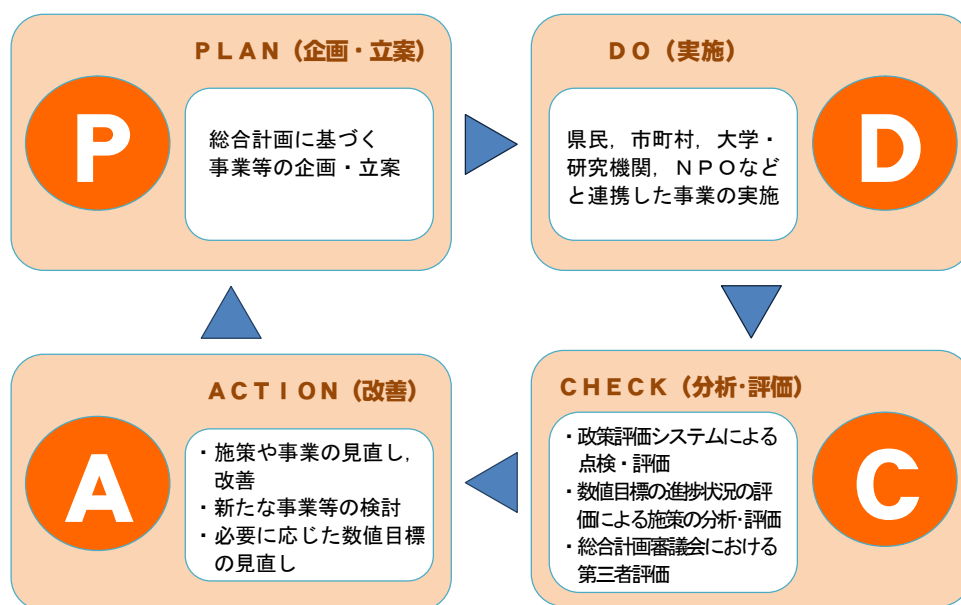 ＰＬＡＮ（企画・立案）
P
総合計画に基づく
事業等の企画・立案
ＤＯ（実施）
県民，市町村，大学・
研究機関，ＮＰＯなど
と連携した事業の実施
D
ＡＣＴＩＯＮ（改善）
A
・施策や事業の見直し，
改善
・新たな事業等の検討
・必要に応じた数値目標
の見直し
ＣＨＥＣＫ（分析・評価）
・政策評価システムによる
点検・評価
・数値目標の進捗状況の評
価による施策の分析・評価
・総合計画審議会における
第三者評価
C